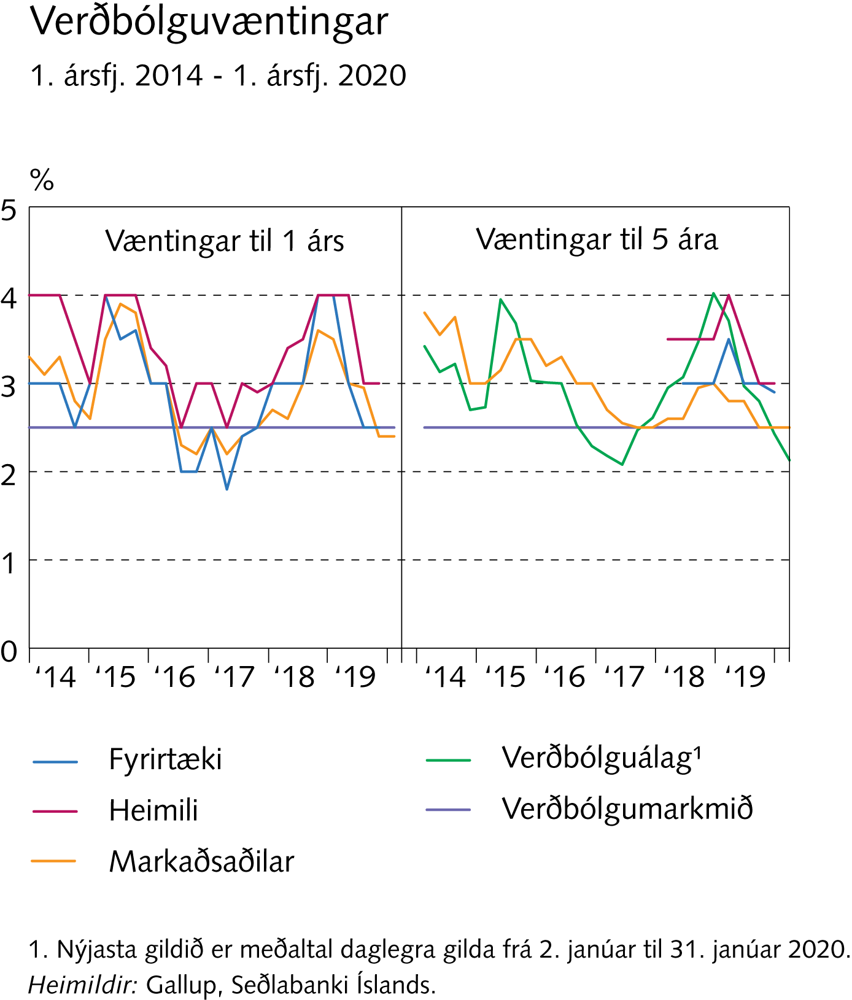 Verðbólguvæntingar
1. ársfj. 2014 - 1. ársfj. 2020
%
5
4
3
2
1
0
Væntingar til 1 árs
Væntingar til 5 ára
‘14 ‘15 ‘16 ‘17 ‘18 ‘19
‘14 ‘15 ‘16 ‘17 ‘18 ‘19
Fyrirtæki
Heimili
Markaðsaðilar
Verðbólguálag¹
Verðbólgumarkmið
1. Nýjasta gildið er meðaltal daglegra gilda frá 2. janúar til 31. janúar 2020.
Heimildir: Gallup, Seðlabanki Íslands.